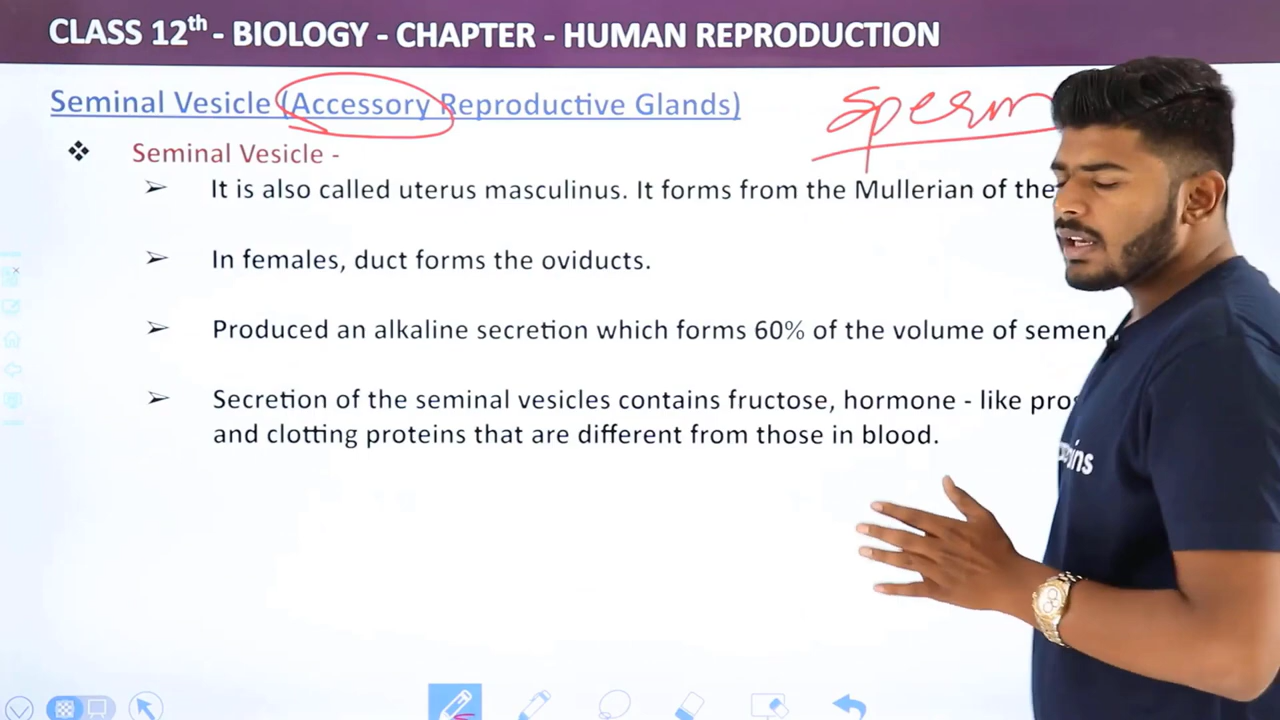 CLASS 12th - BIOLOGY - CHAPTER - HUMAN REPRODUCTION
Seminal Vesicle (Accessory Reproductive Glands)
sperm
Seminal Vesicle -
It is also called uterus masculinus. It forms from the Mullerian of the
In females, duct forms the oviducts.
Produced an alkaline secretion which forms 60% of the volume of semen.
Secretion of the seminal vesicles contains fructose, hormone - like
and clotting proteins that are different from those in blood.